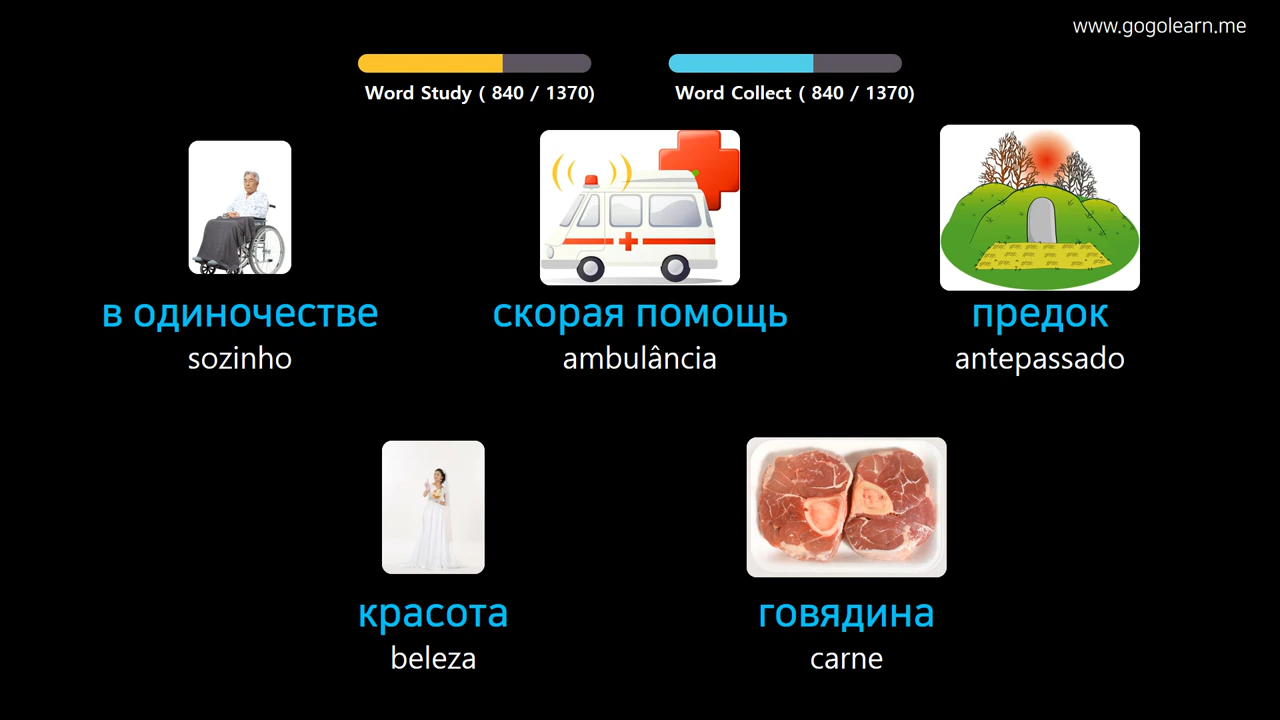 www.gogolearn.me
Word Study ( 840 / 1370)
Word Collect ( 840 / 1370)
в одиночестве
sozinho
скорая помощь
ambulância
предок
antepassado
красота
beleza
говядина
carne